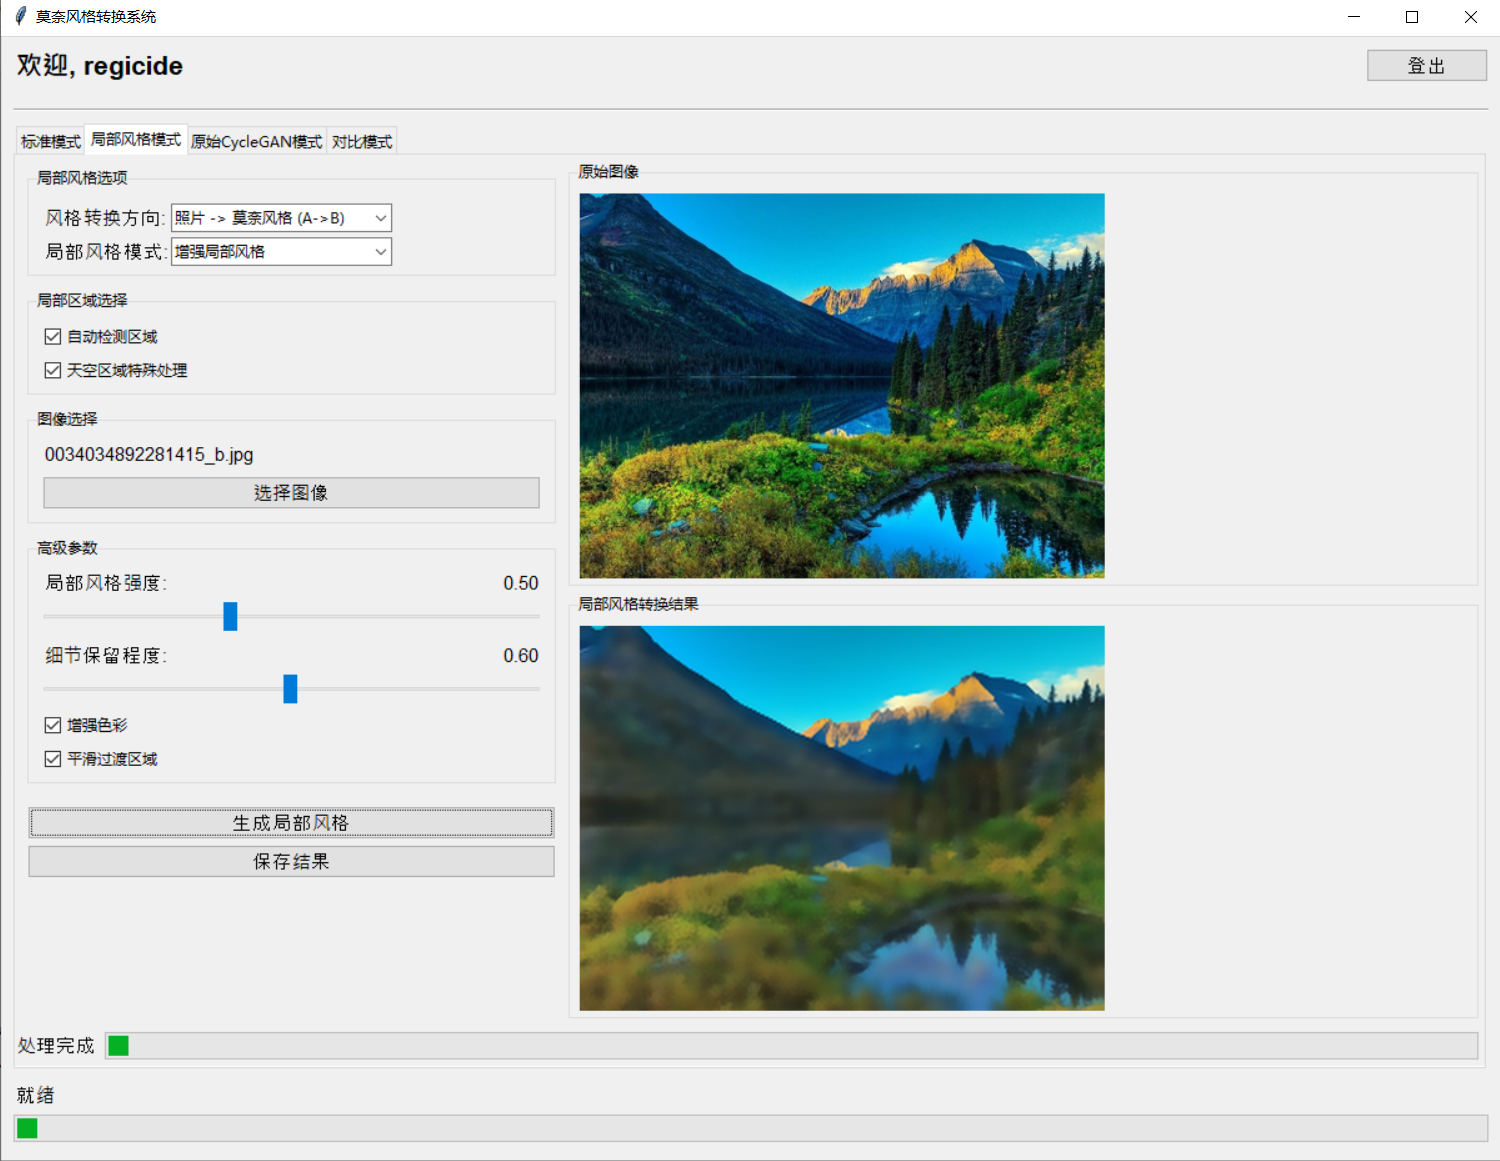 莫奈风格转换系统
欢迎, regicide
登出
标准模式 局部风格模式 原始CycleGAN模式 对比模式
局部风格选项
风格转换方向: 照片 -> 莫奈风格 (A->B)
局部风格模式: 增强局部风格
局部区域选择
自动检测区域
天空区域特殊处理
图像选择
0034034892281415_b.jpg
选择图像
高级参数
局部风格强度: 0.50
细节保留程度: 0.60
增强色彩
平滑过渡区域
生成局部风格
保存结果
原始图像
局部风格转换结果
处理完成
就绪